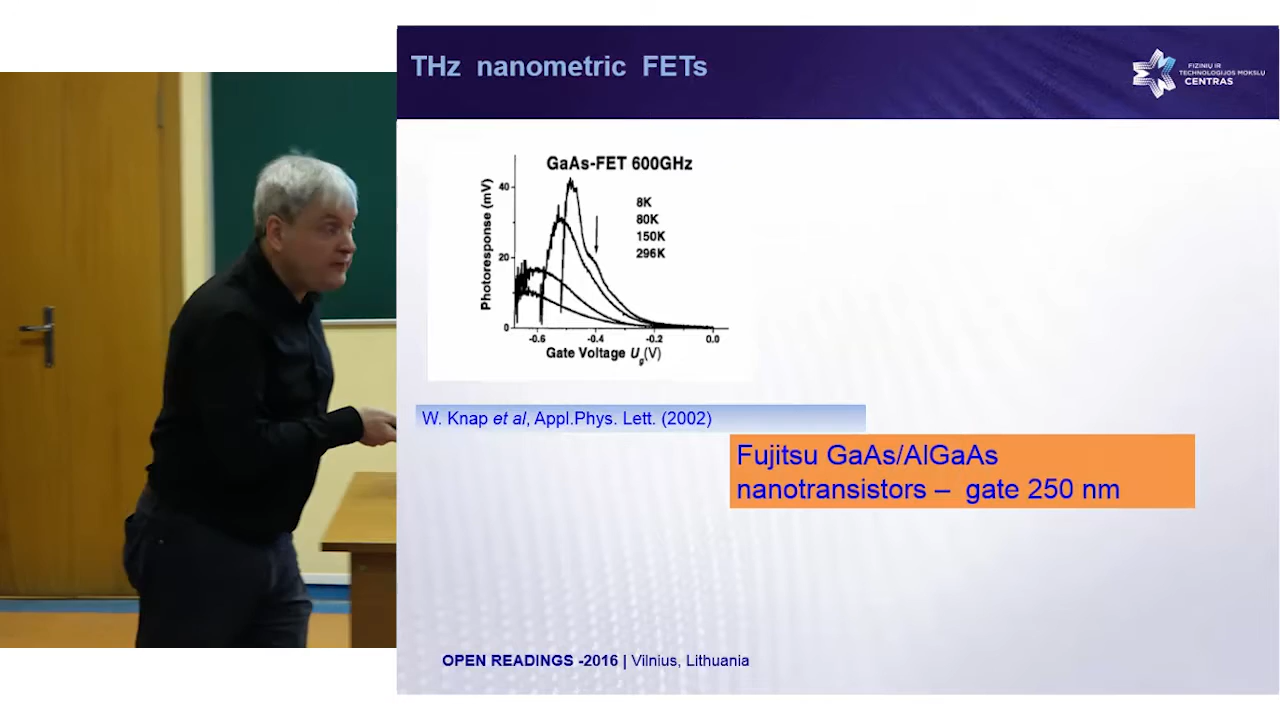 THz nanometric FETs
FIZINIŲ IR
TECHNOLOGIJOS MOKSLŲ
CENTRAS
GaAs-FET 600GHz
8K
80K
150K
296K
Photoresponse (mV)
40
20
0
-0.6 -0.4 -0.2 0.0
Gate Voltage Ug(V)
W. Knap et al, Appl.Phys. Lett. (2002)
Fujitsu GaAs/AlGaAs
nanotransistors – gate 250 nm
OPEN READINGS -2016 | Vilnius, Lithuania